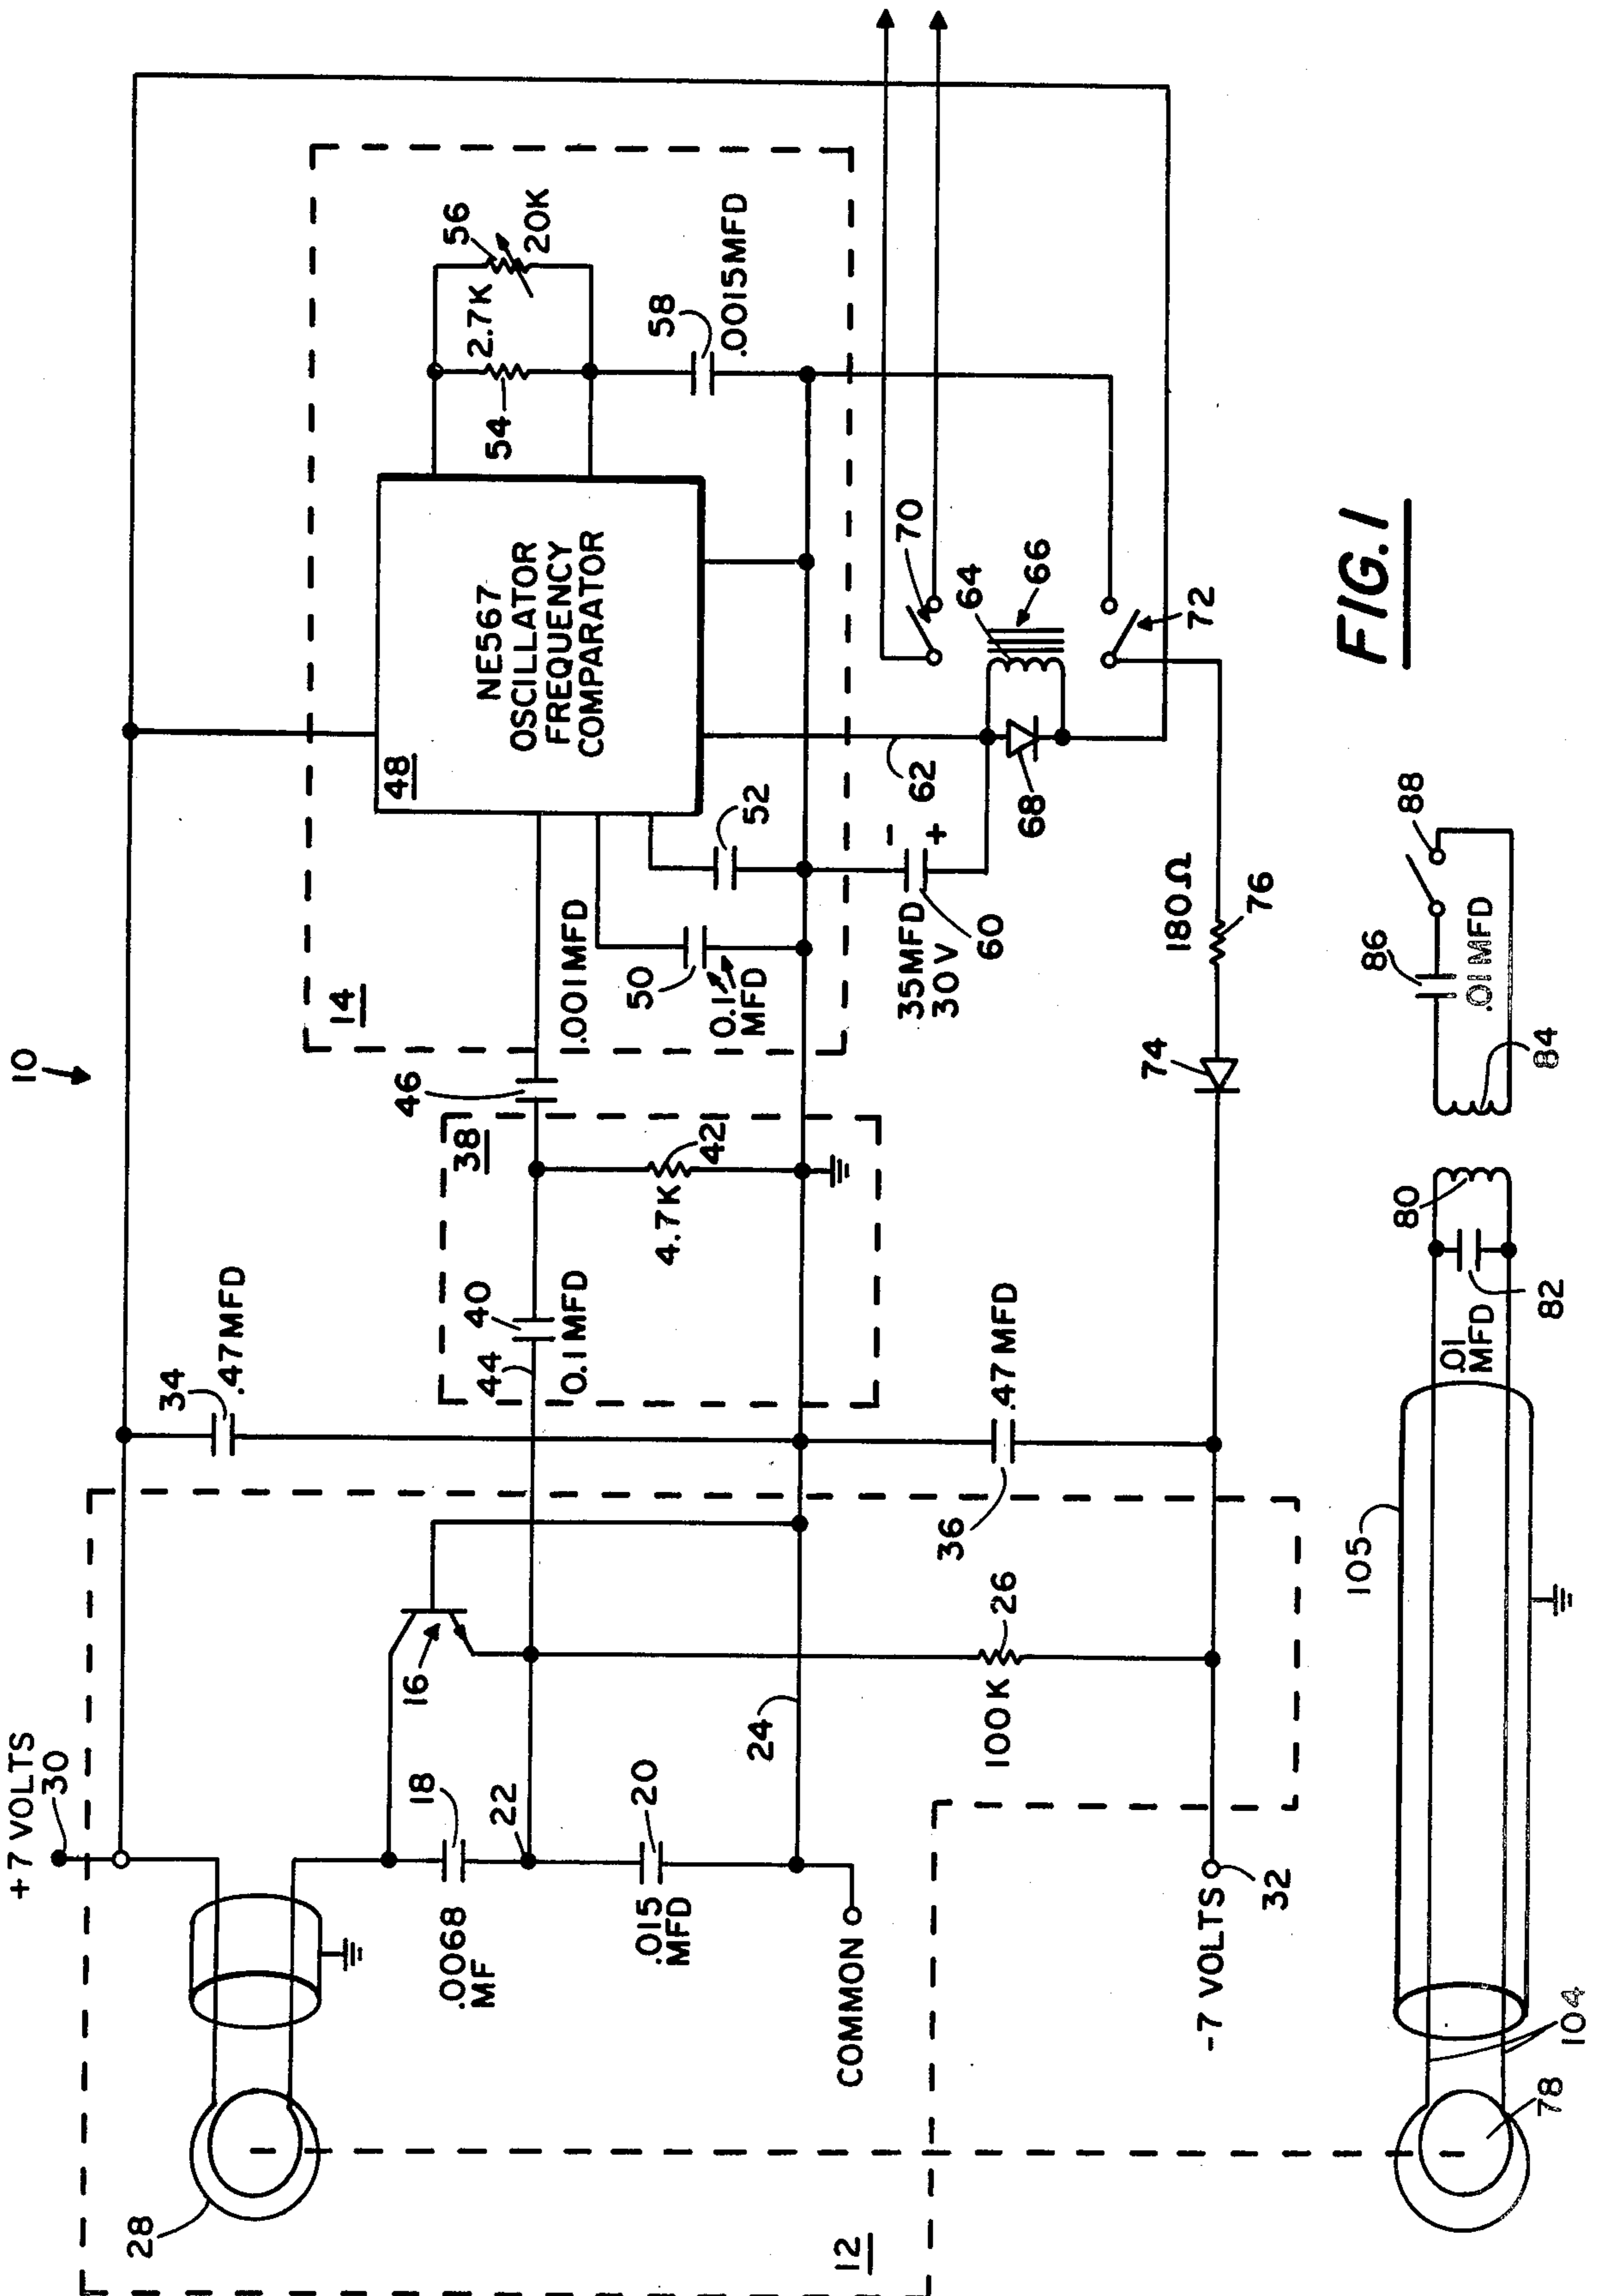 10
+7 VOLTS
30
28
12
18
.0068
MF
22
20
.015
MFD
COMMON
16
24
26
100K
-7 VOLTS
32
34
.47MFD
36
.47 MFD
38
40
44
0.1MFD
42
4.7K
46
.001MFD
14
48
NE567
OSCILLATOR
FREQUENCY
COMPARATOR
50
0.1
MFD
52
54
2.7K
56
20K
58
.0015MFD
35MFD
30V
60
62
64
66
68
70
72
74
180Ω
76
78
104
105
.01
MFD
82
80
84
86
.01MFD
88
FIG. 1